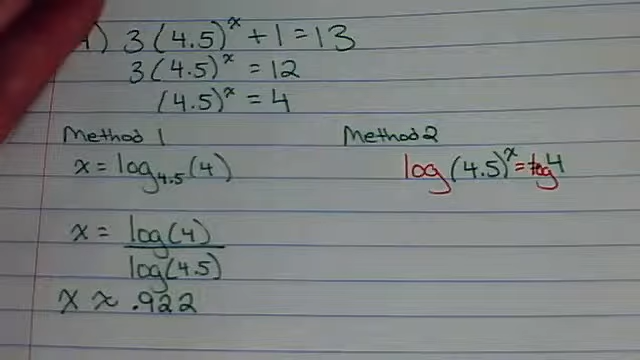 ) 3(4.5)^x + 1 = 13
3(4.5)^x = 12
(4.5)^x = 4
Method 1
x = log_4.5(4)
x = log(4)/log(4.5)
x ≈ .922
Method 2
log(4.5)^x = log 4